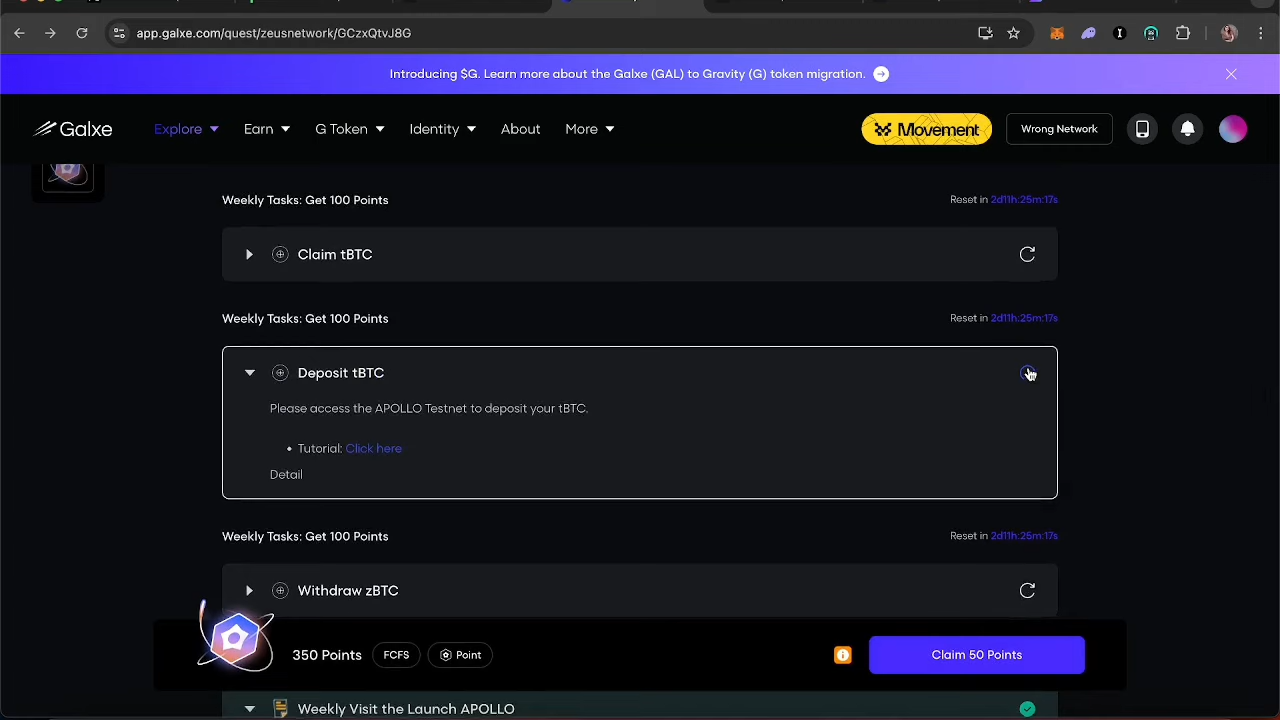 app.galxe.com/quest/zeusnetwork/GCzxQtvJ8G
Introducing $G. Learn more about the Galxe (GAL) to Gravity (G) token migration.
Galxe
Explore
Earn
G Token
Identity
About
More
Movement
Wrong Network
Weekly Tasks: Get 100 Points
Reset in 2d11h:25m:17s
Claim tBTC
Weekly Tasks: Get 100 Points
Reset in 2d11h:25m:17s
Deposit tBTC
Please access the APOLLO Testnet to deposit your tBTC.
• Tutorial: Click here
Detail
Weekly Tasks: Get 100 Points
Reset in 2d11h:25m:17s
Withdraw zBTC
350 Points
FCFS
Point
Claim 50 Points
Weekly Visit the Launch APOLLO